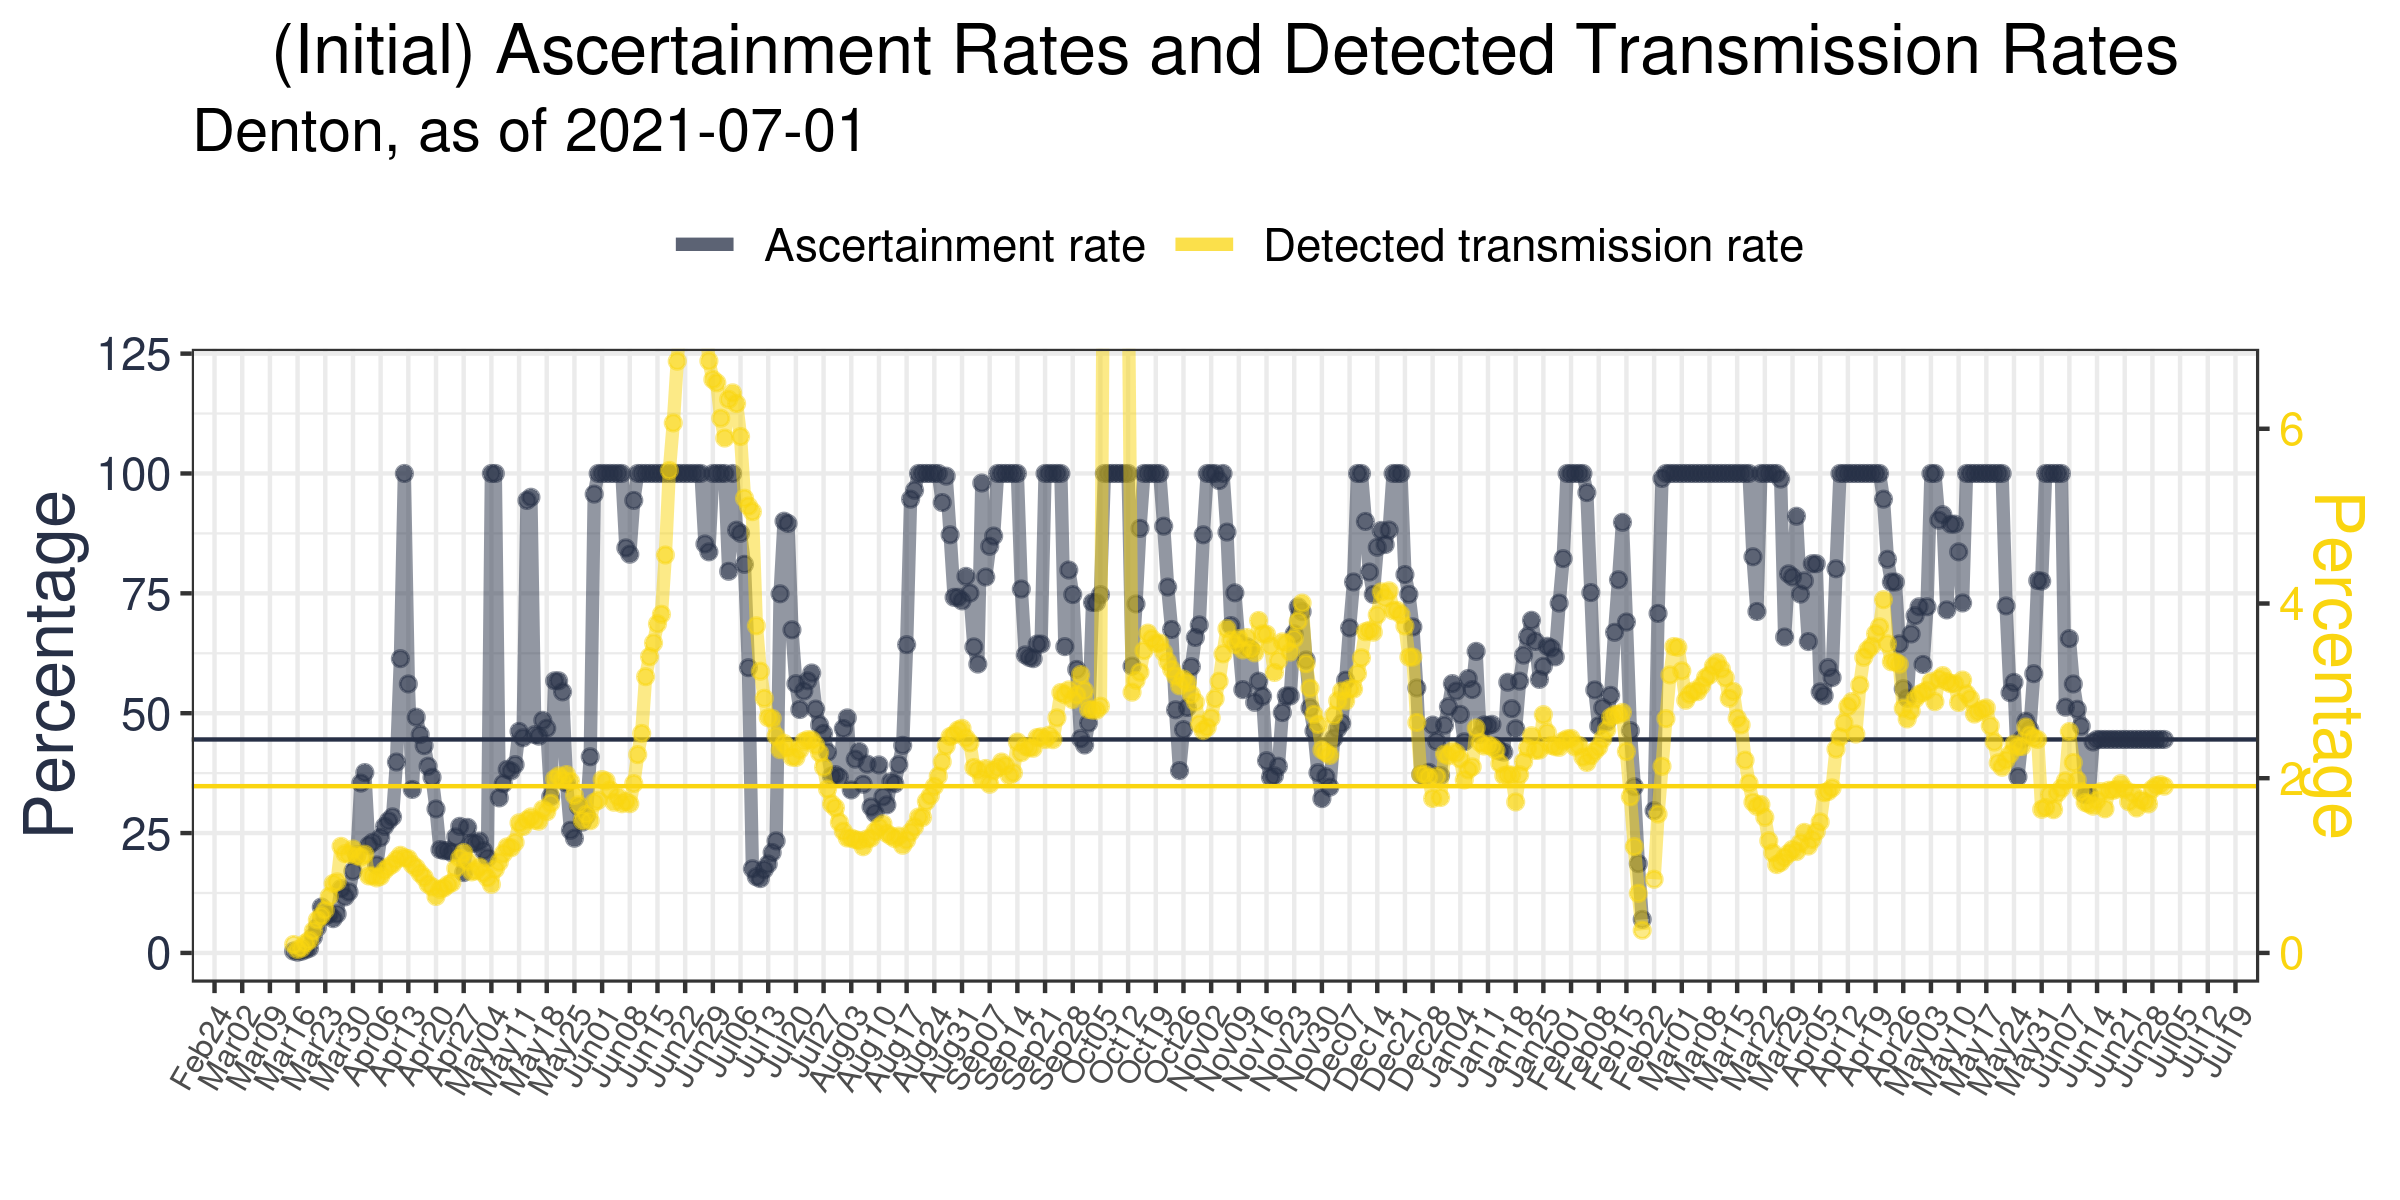 (Initial) Ascertainment Rates and Detected Transmission Rates
Denton, as of 2021-07-01
Ascertainment rate Detected transmission rate
125
100
75
50
25
0
Percentage
6
4
2
0
Percentage
Feb24 Mar02 Mar09 Mar16 Mar23 Mar30 Apr06 Apr13 Apr20 Apr27 May04 May11 May18 May25 Jun01 Jun08 Jun15 Jun22 Jun29 Jul06 Jul13 Jul20 Jul27 Aug03 Aug10 Aug17 Aug24 Aug31 Sep07 Sep14 Sep21 Sep28 Oct05 Oct12 Oct19 Oct26 Nov02 Nov09 Nov16 Nov23 Nov30 Dec07 Dec14 Dec21 Dec28 Jan04 Jan11 Jan18 Jan25 Feb01 Feb08 Feb15 Feb22 Mar01 Mar08 Mar15 Mar22 Mar29 Apr05 Apr12 Apr19 Apr26 May03 May10 May17 May24 May31 Jun07 Jun14 Jun21 Jun28 Jul05 Jul12 Jul19